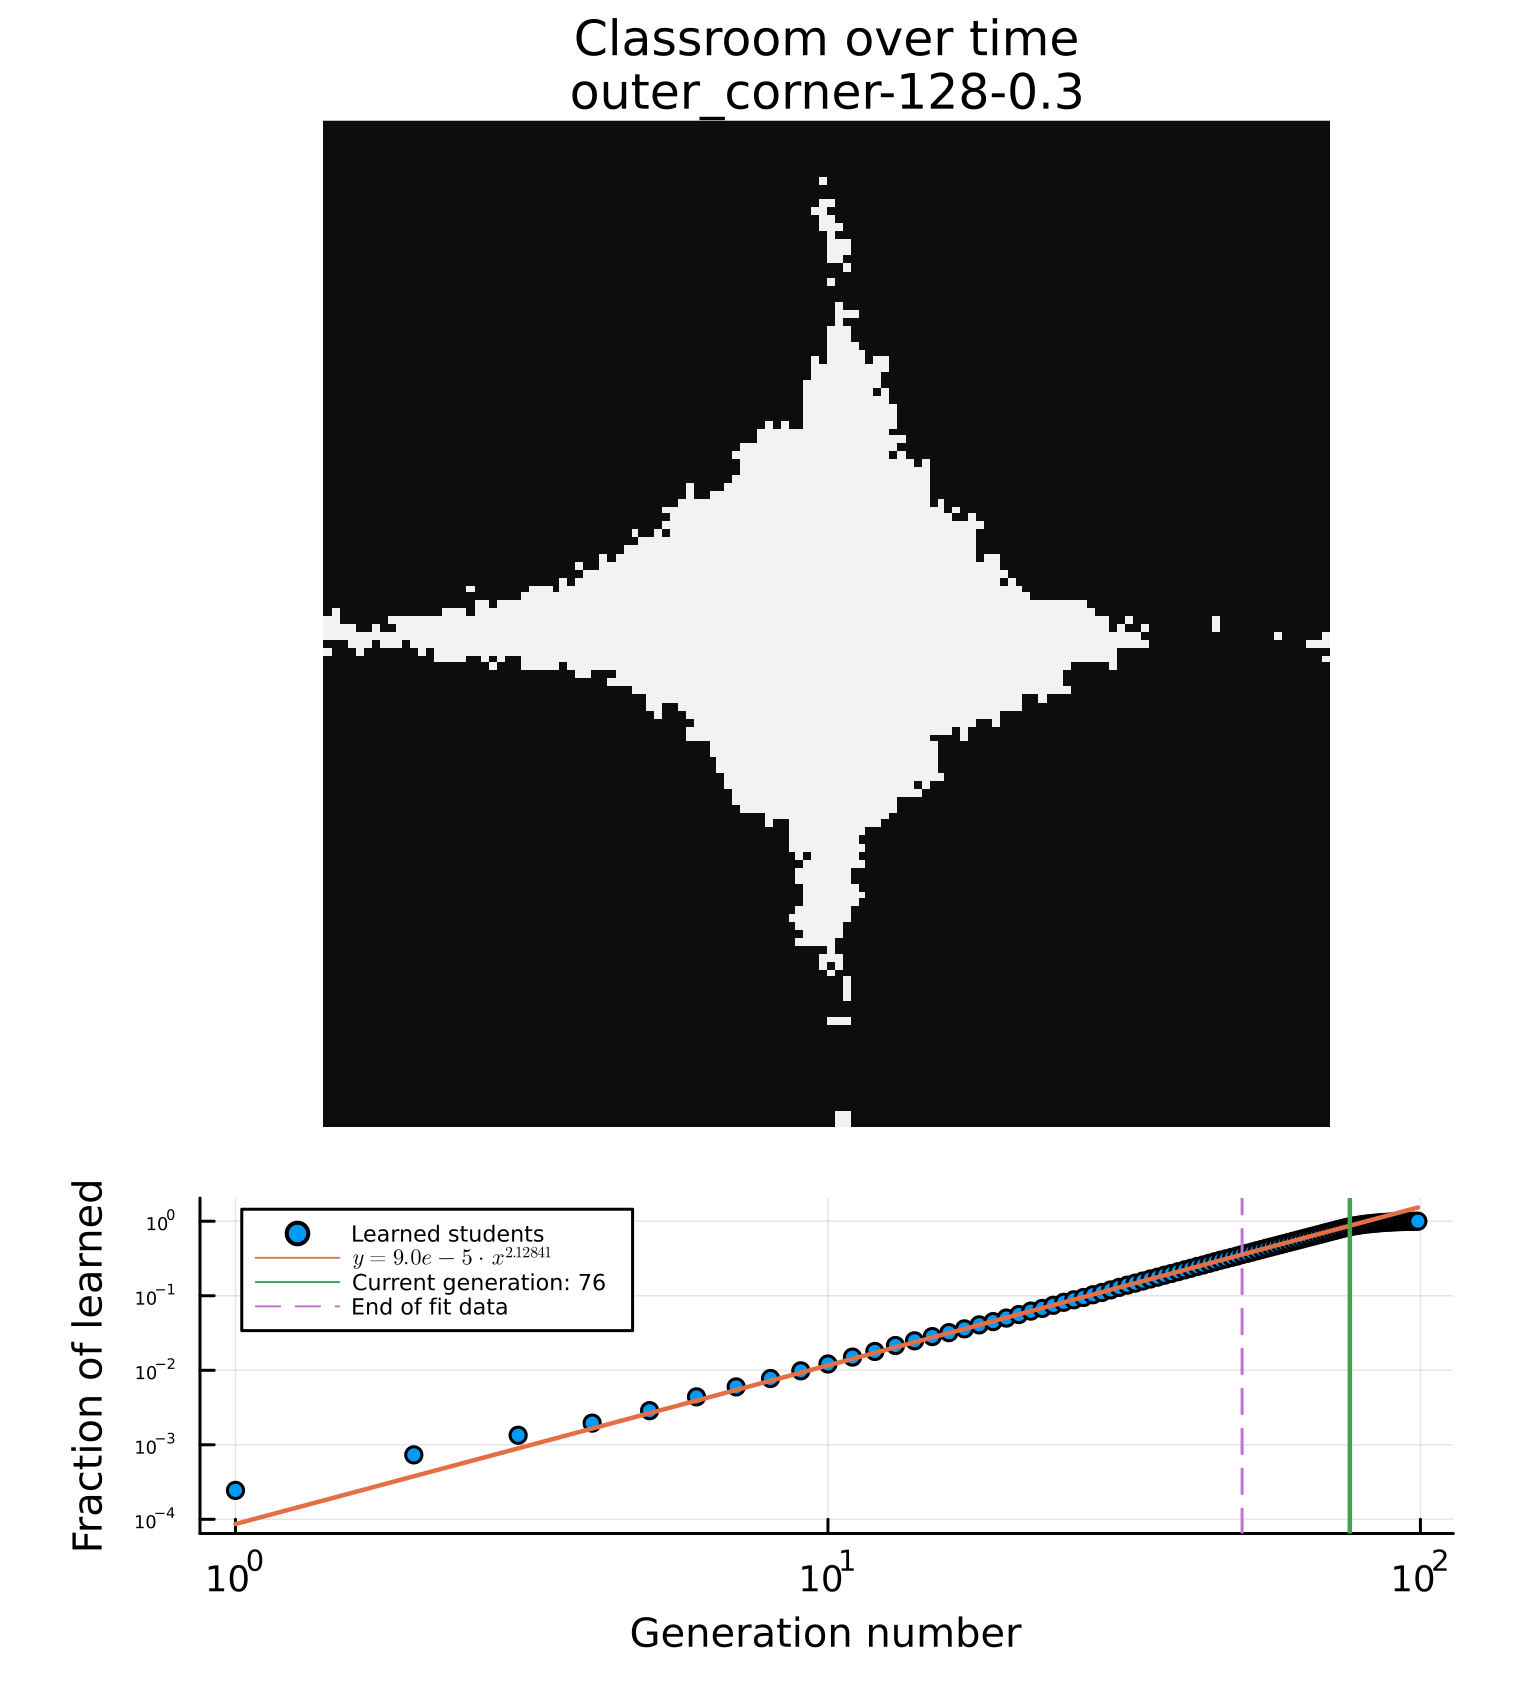 Classroom over time
outer_corner-128-0.3
Fraction of learned
10^0
10^-1
10^-2
10^-3
10^-4
Learned students
y = 9.0e − 5 · x^2.12841
Current generation: 76
End of fit data
10^0 10^1 10^2
Generation number